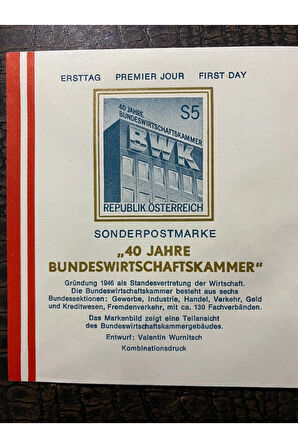 ERSTTAG PREMIER JOUR FIRST DAY
40 JAHRE
BUNDESWIRTSCHAFTSKAMMER
S5
BWK
REPUBLIK ÖSTERREICH
SONDERPOSTMARKE
„40 JAHRE
BUNDESWIRTSCHAFTSKAMMER"
Gründung 1946 als Standesvertretung der Wirtschaft.
Die Bundeswirtschaftskammer besteht aus sechs
Bundessektionen: Gewerbe, Industrie, Handel, Verkehr, Geld
und Kreditwesen, Fremdenverkehr, mit ca. 130 Fachverbänden.
Das Markenbild zeigt eine Teilansicht
des Bundeswirtschaftskammergebäudes.
Entwurf: Valentin Wurnitsch
Kombinationsdruck